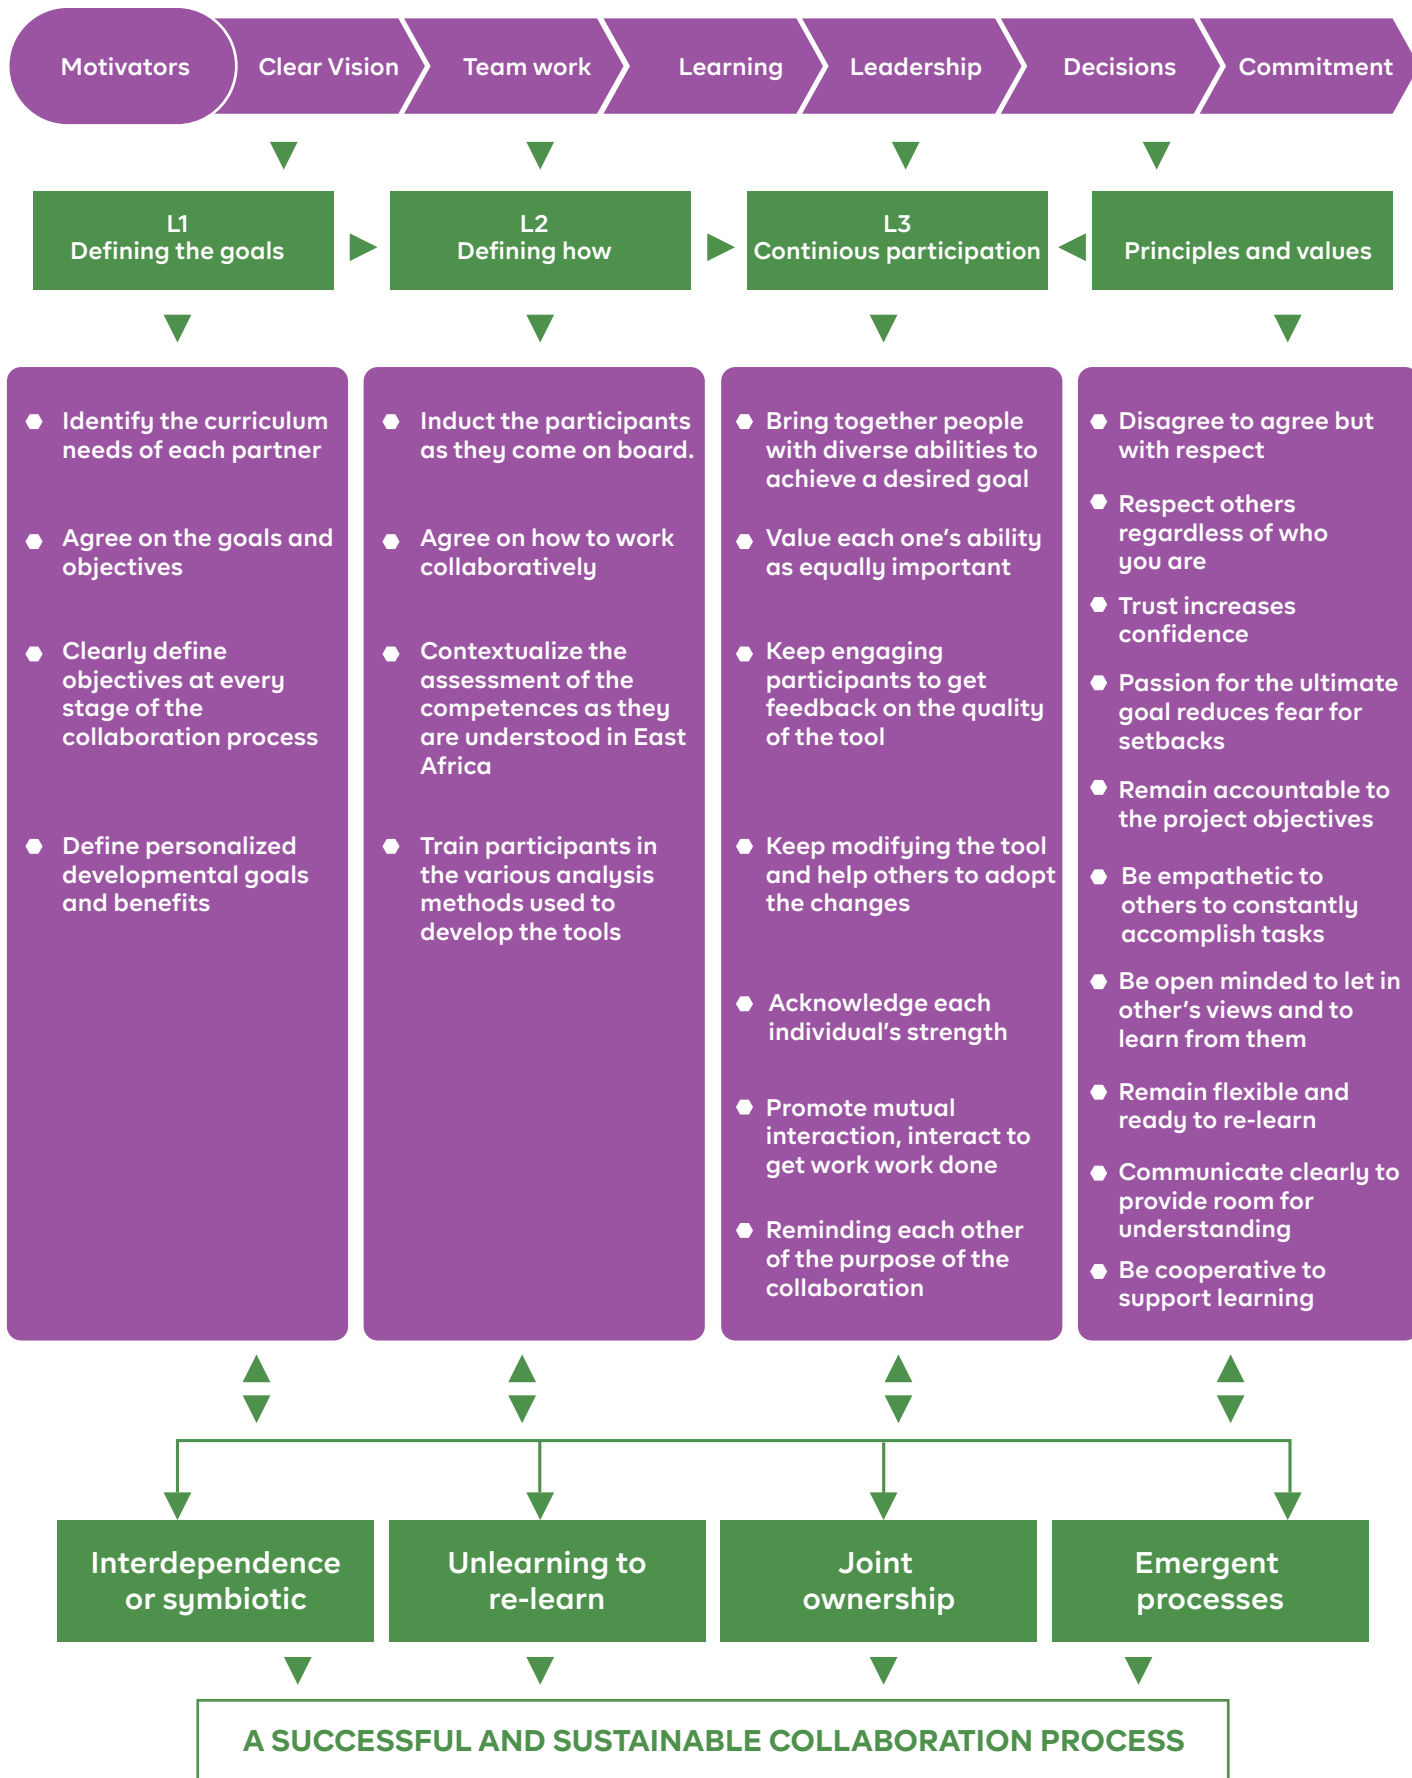 Motivators
Clear Vision
Team work
Learning
Leadership
Decisions
Commitment
L1
Defining the goals
L2
Defining how
L3
Continious participation
Principles and values
Identify the curriculum
needs of each partner
Agree on the goals and
objectives
Clearly define
objectives at every
stage of the
collaboration process
Define personalized
developmental goals
and benefits
Induct the participants
as they come on board.
Agree on how to work
collaboratively
Contextualize the
assessment of the
competences as they
are understood in East
Africa
Train participants in
the various analysis
methods used to
develop the tools
Bring together people
with diverse abilities to
achieve a desired goal
Value each one's ability
as equally important
Keep engaging
participants to get
feedback on the quality
of the tool
Keep modifying the tool
and help others to adopt
the changes
Acknowledge each
individual's strength
Promote mutual
interaction, interact to
get work work done
Reminding each other
of the purpose of the
collaboration
Disagree to agree but
with respect
Respect others
regardless of who
you are
Trust increases
confidence
Passion for the ultimate
goal reduces fear for
setbacks
Remain accountable to
the project objectives
Be empathetic to
others to constantly
accomplish tasks
Be open minded to let in
other's views and to
learn from them
Remain flexible and
ready to re-learn
Communicate clearly to
provide room for
understanding
Be cooperative to
support learning
Interdependence
or symbiotic
Unlearning to
re-learn
Joint
ownership
Emergent
processes
A SUCCESSFUL AND SUSTAINABLE COLLABORATION PROCESS